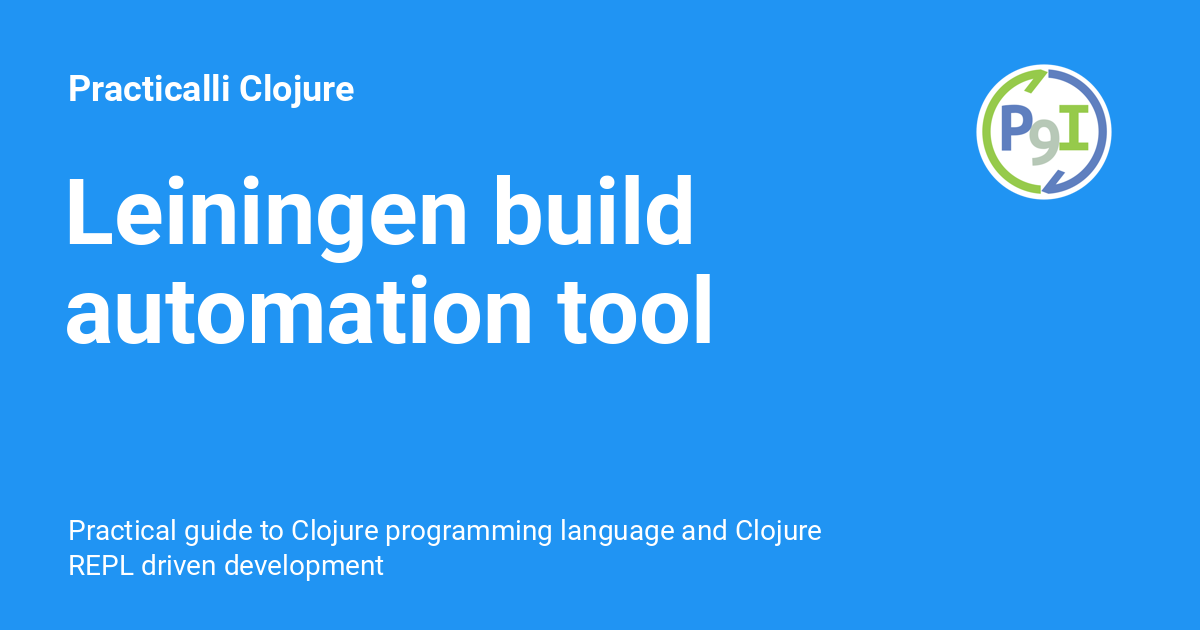 Practicalli Clojure
P9I
Leiningen build
automation tool
Practical guide to Clojure programming language and Clojure
REPL driven development